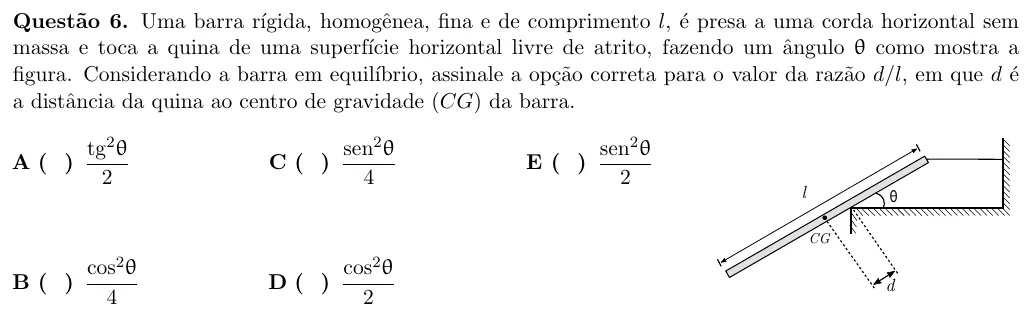 Questão 6. Uma barra rígida, homogênea, fina e de comprimento l, é presa a uma corda horizontal sem
massa e toca a quina de uma superfície horizontal livre de atrito, fazendo um ângulo θ como mostra a
figura. Considerando a barra em equilíbrio, assinale a opção correta para o valor da razão d/l, em que d é
a distância da quina ao centro de gravidade (CG) da barra.
A ( ) tg²θ/2
C ( ) sen²θ/4
E ( ) sen²θ/2
B ( ) cos²θ/4
D ( ) cos²θ/2
l
θ
CG
d